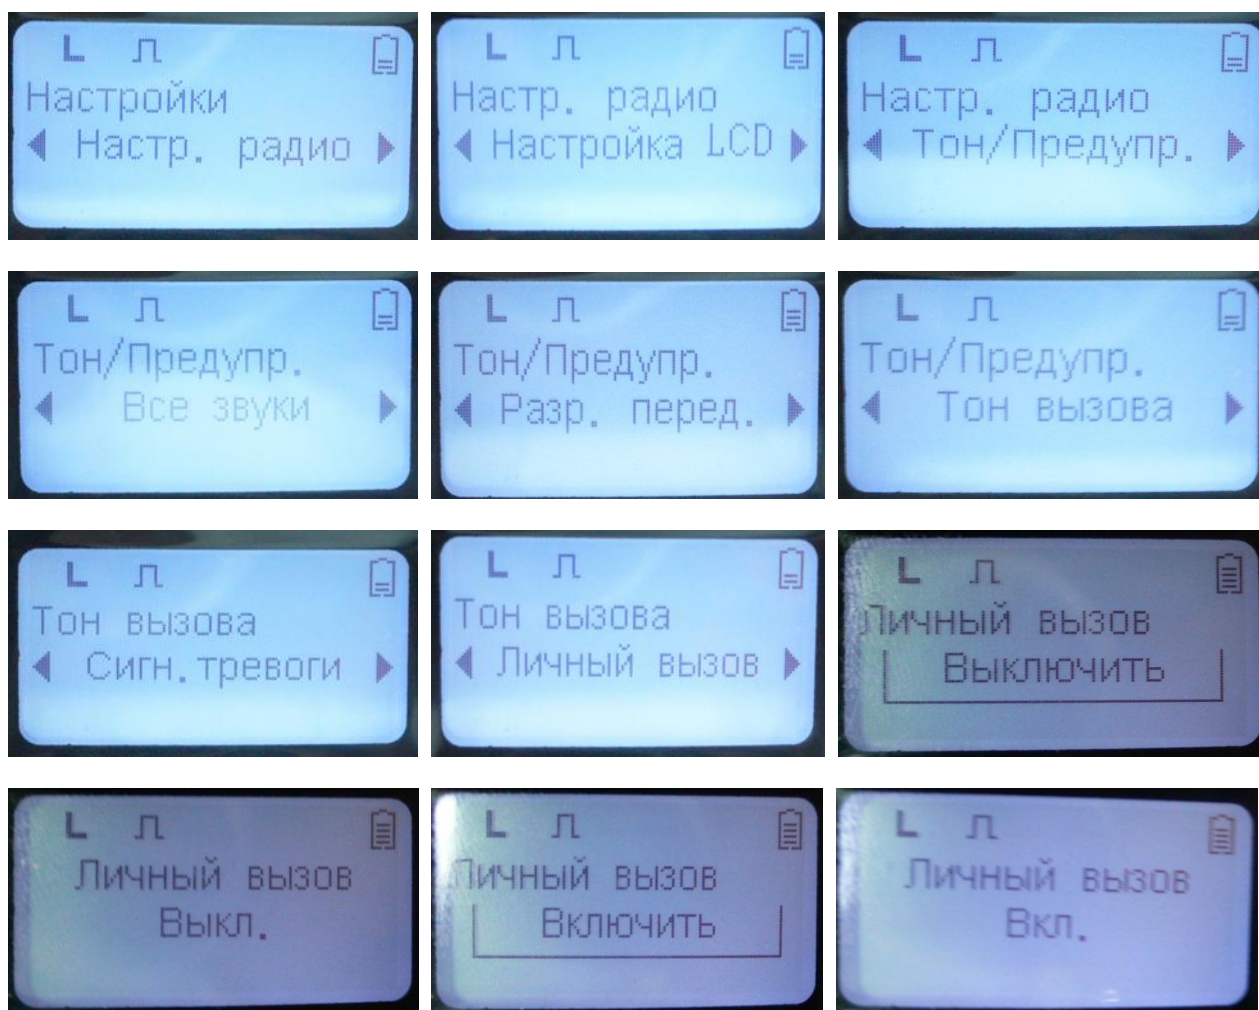 L
Настройки
Настр. радио
L
Настр. радио
Настройка LCD
L
Настр. радио
Тон/Предупр.
L
Тон/Предупр.
Все звуки
L
Тон/Предупр.
Разр. перед.
L
Тон/Предупр.
Тон вызова
L
Тон вызова
Сигн.тревоги
L
Тон вызова
Личный вызов
L
Личный вызов
Выключить
L
Личный вызов
Выкл.
L
Личный вызов
Включить
L
Личный вызов
Вкл.